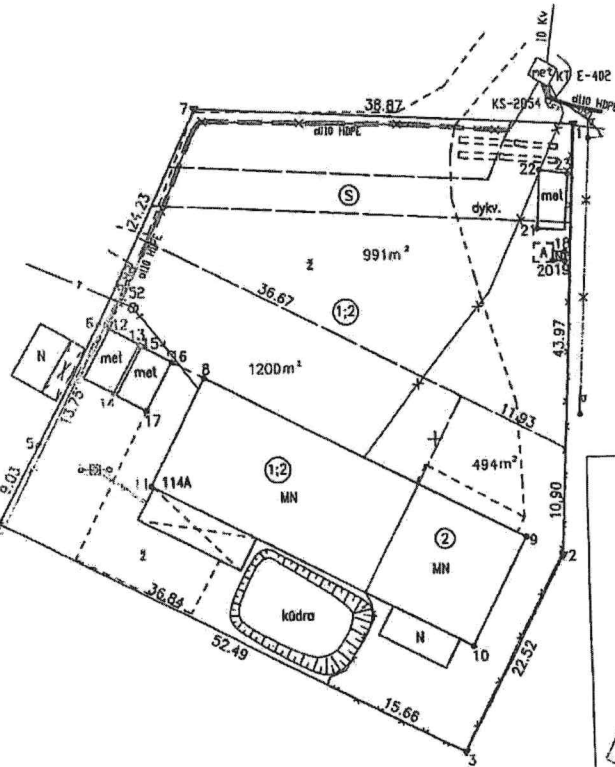 10 Kv
met
KT E-402
KS-2054
d110 HDPE
7
38.87
d110 HDPE
1
22
23
S
met
dykv.
24.23
d110 HDPE
21
ž
991m²
A
18
2019
36.67
52
1;2
43.97
6
12
13
15
16
met
met
8
1200m²
N
14
17
11.93
13.75
494m²
5
1;2
11
114A
MN
10.90
9.03
2
9
2
MN
ž
36.84
kūdra
N
10
52.49
22.52
15.66
3